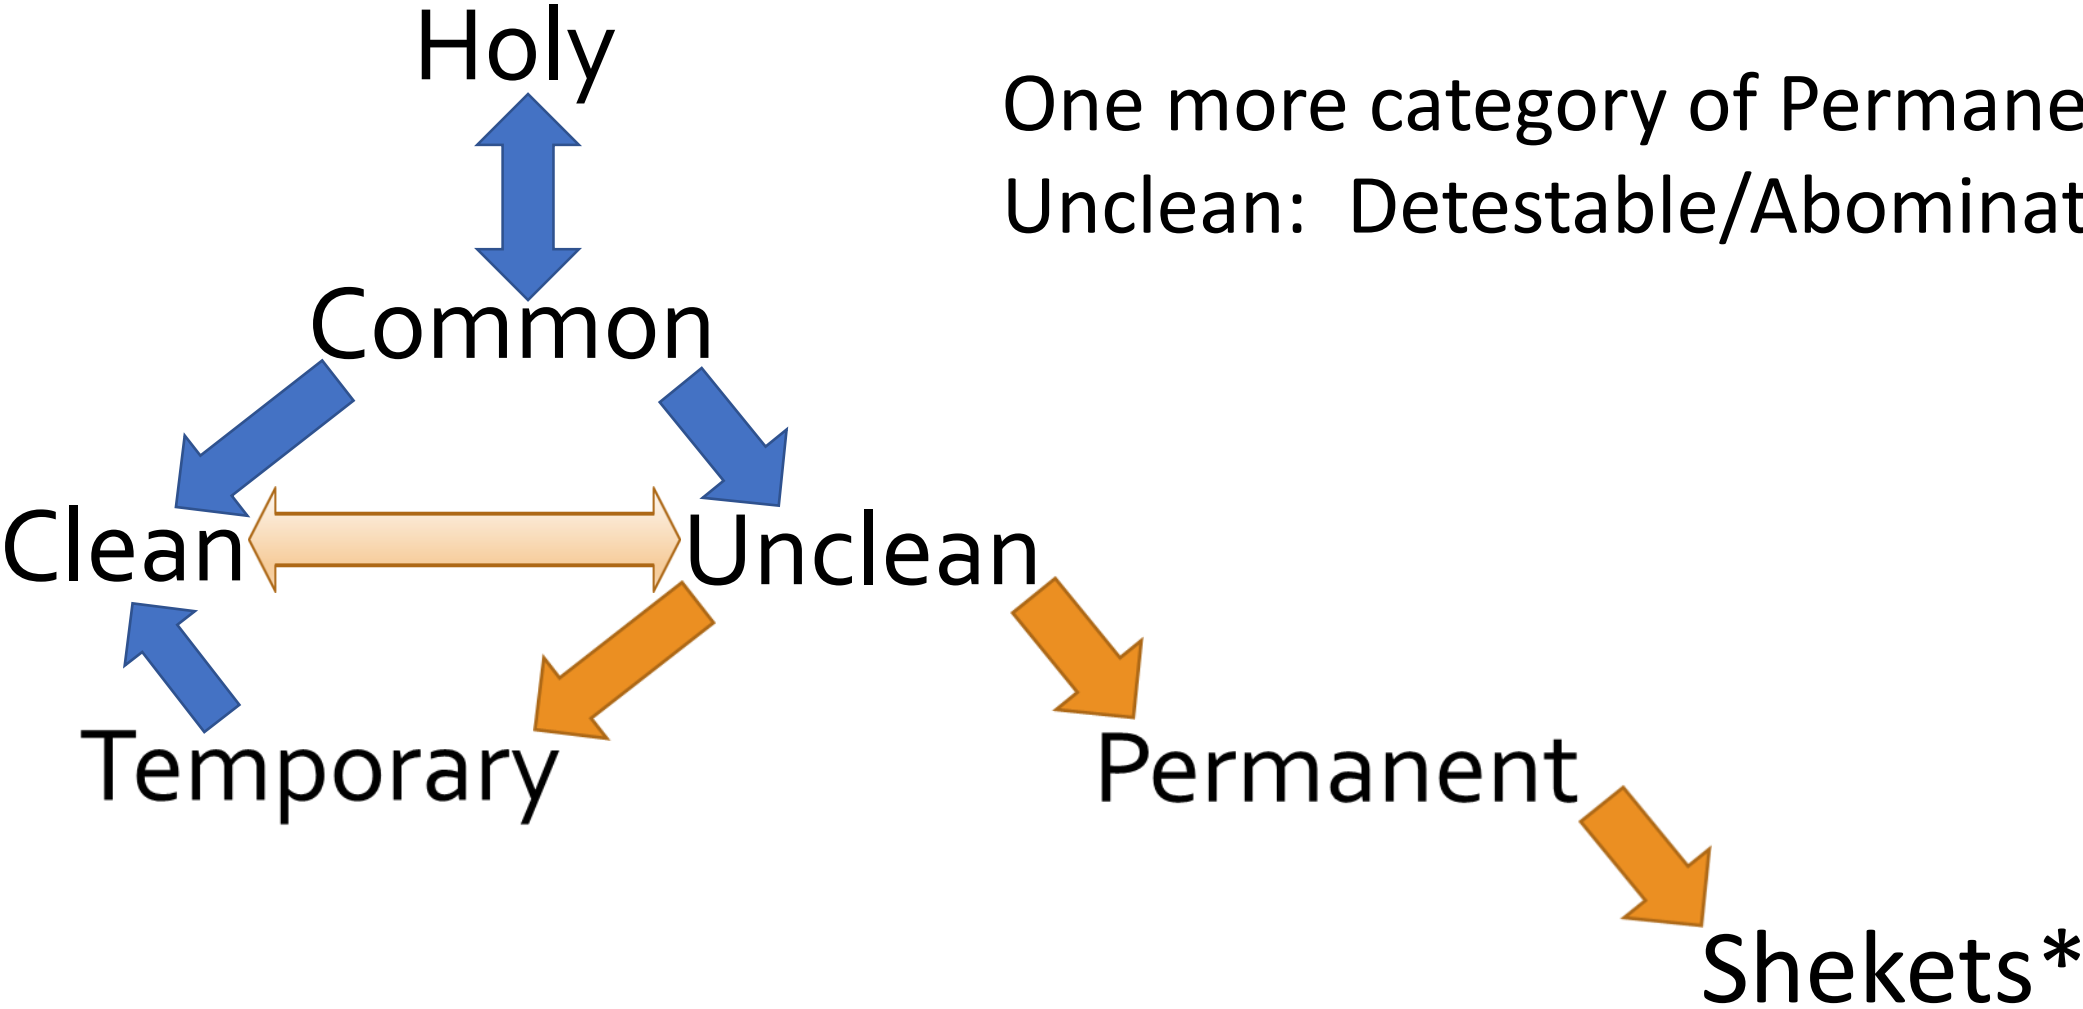 Holy
One more category of Permane
Unclean: Detestable/Abominat
Common
Clean
Unclean
Temporary
Permanent
Shekets*